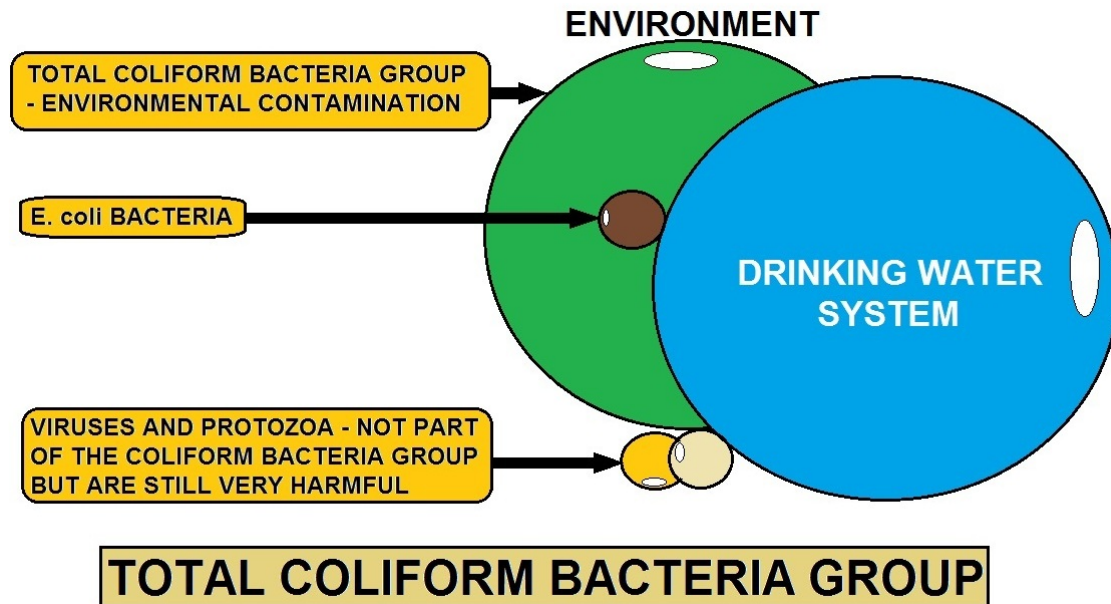 ENVIRONMENT
TOTAL COLIFORM BACTERIA GROUP
- ENVIRONMENTAL CONTAMINATION
E. coli BACTERIA
DRINKING WATER
SYSTEM
VIRUSES AND PROTOZOA - NOT PART
OF THE COLIFORM BACTERIA GROUP
BUT ARE STILL VERY HARMFUL
TOTAL COLIFORM BACTERIA GROUP